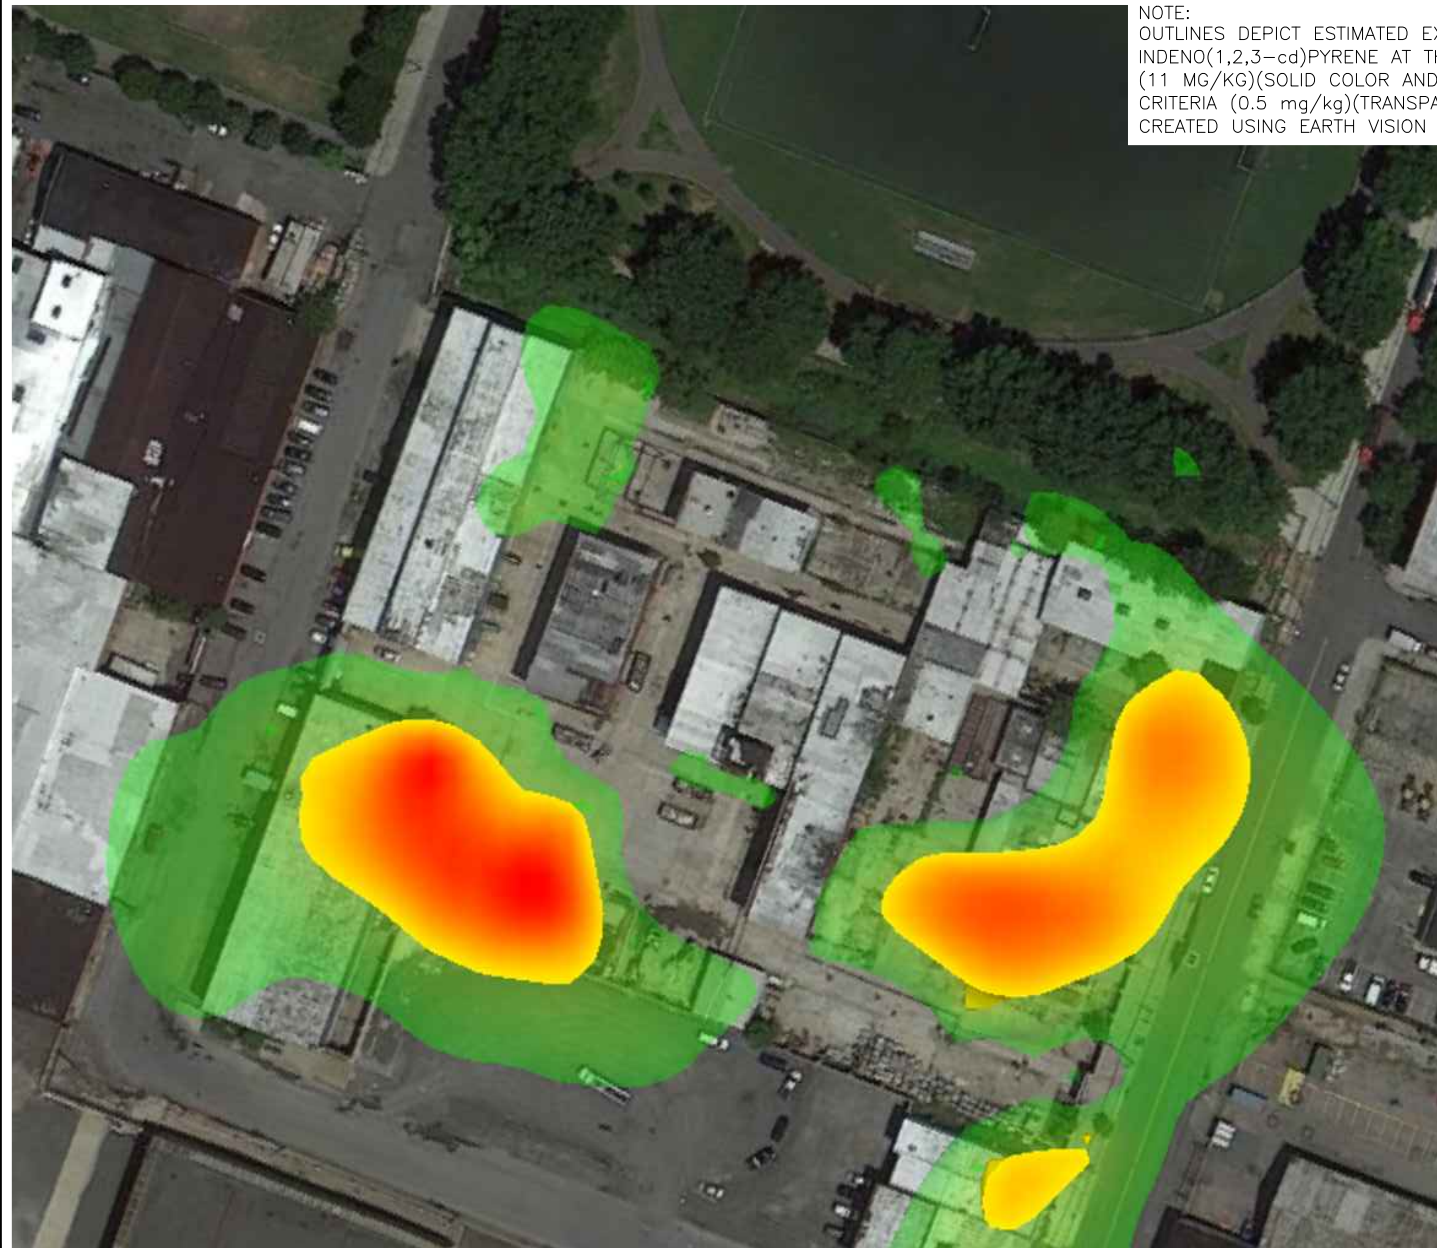 NOTE:
OUTLINES DEPICT ESTIMATED
INDENO(1,2,3-cd)PYRENE AT
(11 MG/KG)(SOLID COLOR AND
CRITERIA (0.5 mg/kg)(TRANSPA
CREATED USING EARTH VISION